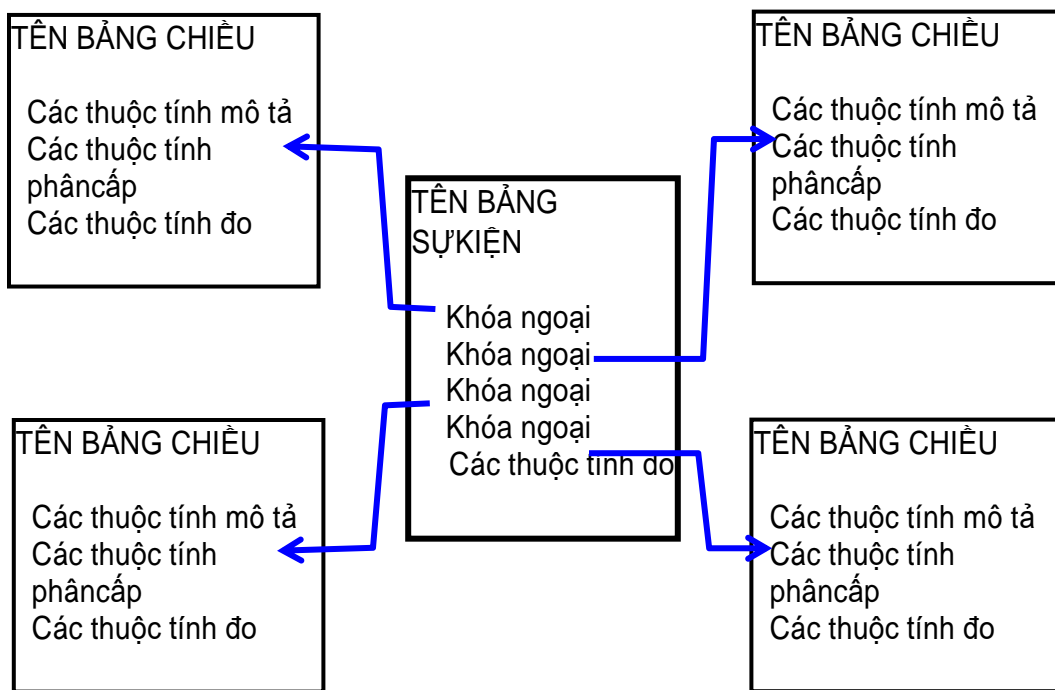 TÊN BẢNG CHIỀU
Các thuộc tính mô tả
Các thuộc tính
phâncấp
Các thuộc tính đo
TÊN BẢNG CHIỀU
Các thuộc tính mô tả
Các thuộc tính
phâncấp
Các thuộc tính đo
TÊN BẢNG
SỰKIỆN
Khóa ngoại
Khóa ngoại
Khóa ngoại
Khóa ngoại
Các thuộc tính đo
TÊN BẢNG CHIỀU
Các thuộc tính mô tả
Các thuộc tính
phâncấp
Các thuộc tính đo
TÊN BẢNG CHIỀU
Các thuộc tính mô tả
Các thuộc tính
phâncấp
Các thuộc tính đo